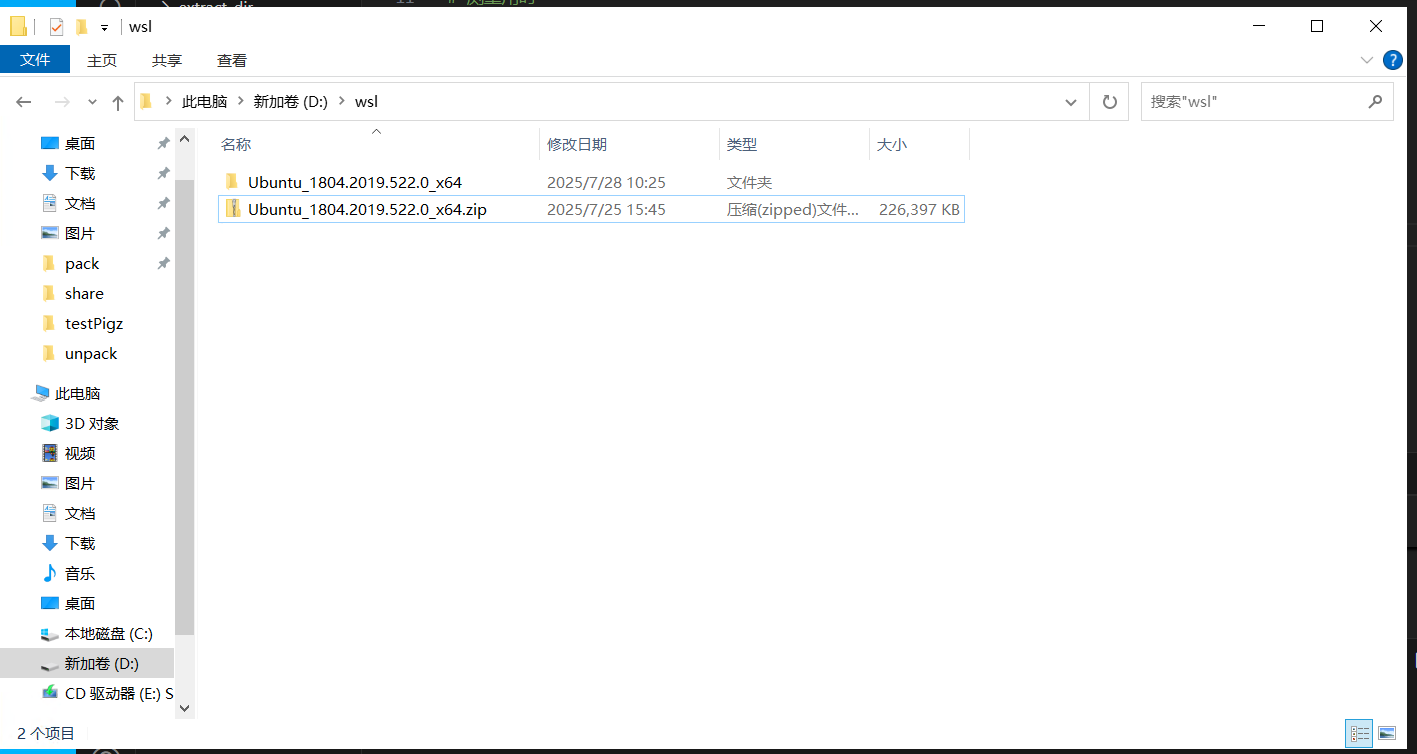 wsl
文件 主页 共享 查看
此电脑 新加卷 (D:) wsl 搜索"wsl"
名称 修改日期 类型 大小
Ubuntu_1804.2019.522.0_x64 2025/7/28 10:25 文件夹
Ubuntu_1804.2019.522.0_x64.zip 2025/7/25 15:45 压缩(zipped)文件... 226,397 KB
桌面
下载
文档
图片
pack
share
testPigz
unpack
此电脑
3D 对象
视频
图片
文档
下载
音乐
桌面
本地磁盘 (C:)
新加卷 (D:)
CD 驱动器 (E:) S
2 个项目